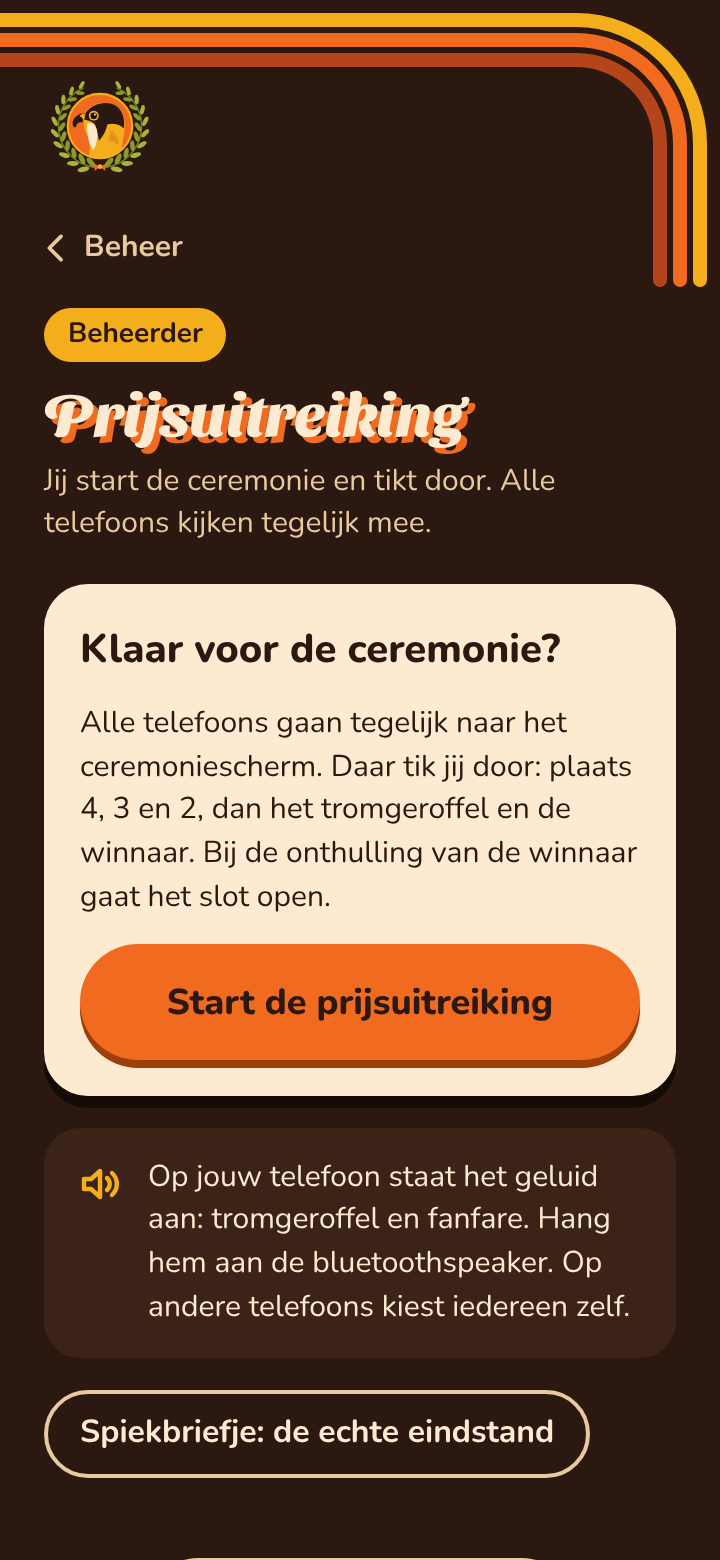 Beheer
Beheerder
Prijsuitreiking
Jij start de ceremonie en tikt door. Alle
telefoons kijken tegelijk mee.
Klaar voor de ceremonie?
Alle telefoons gaan tegelijk naar het
ceremoniescherm. Daar tik jij door: plaats
4, 3 en 2, dan het tromgeroffel en de
winnaar. Bij de onthulling van de winnaar
gaat het slot open.
Start de prijsuitreiking
Op jouw telefoon staat het geluid
aan: tromgeroffel en fanfare. Hang
hem aan de bluetoothspeaker. Op
andere telefoons kiest iedereen zelf.
Spiekbriefje: de echte eindstand